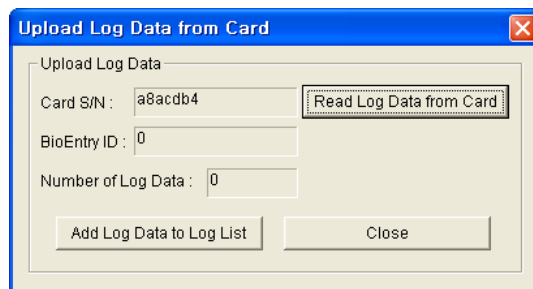 Upload Log Data from Card
Upload Log Data
Card S/N : a8acdb4 Read Log Data from Card
BioEntry ID : 0
Number of Log Data : 0
Add Log Data to Log List Close